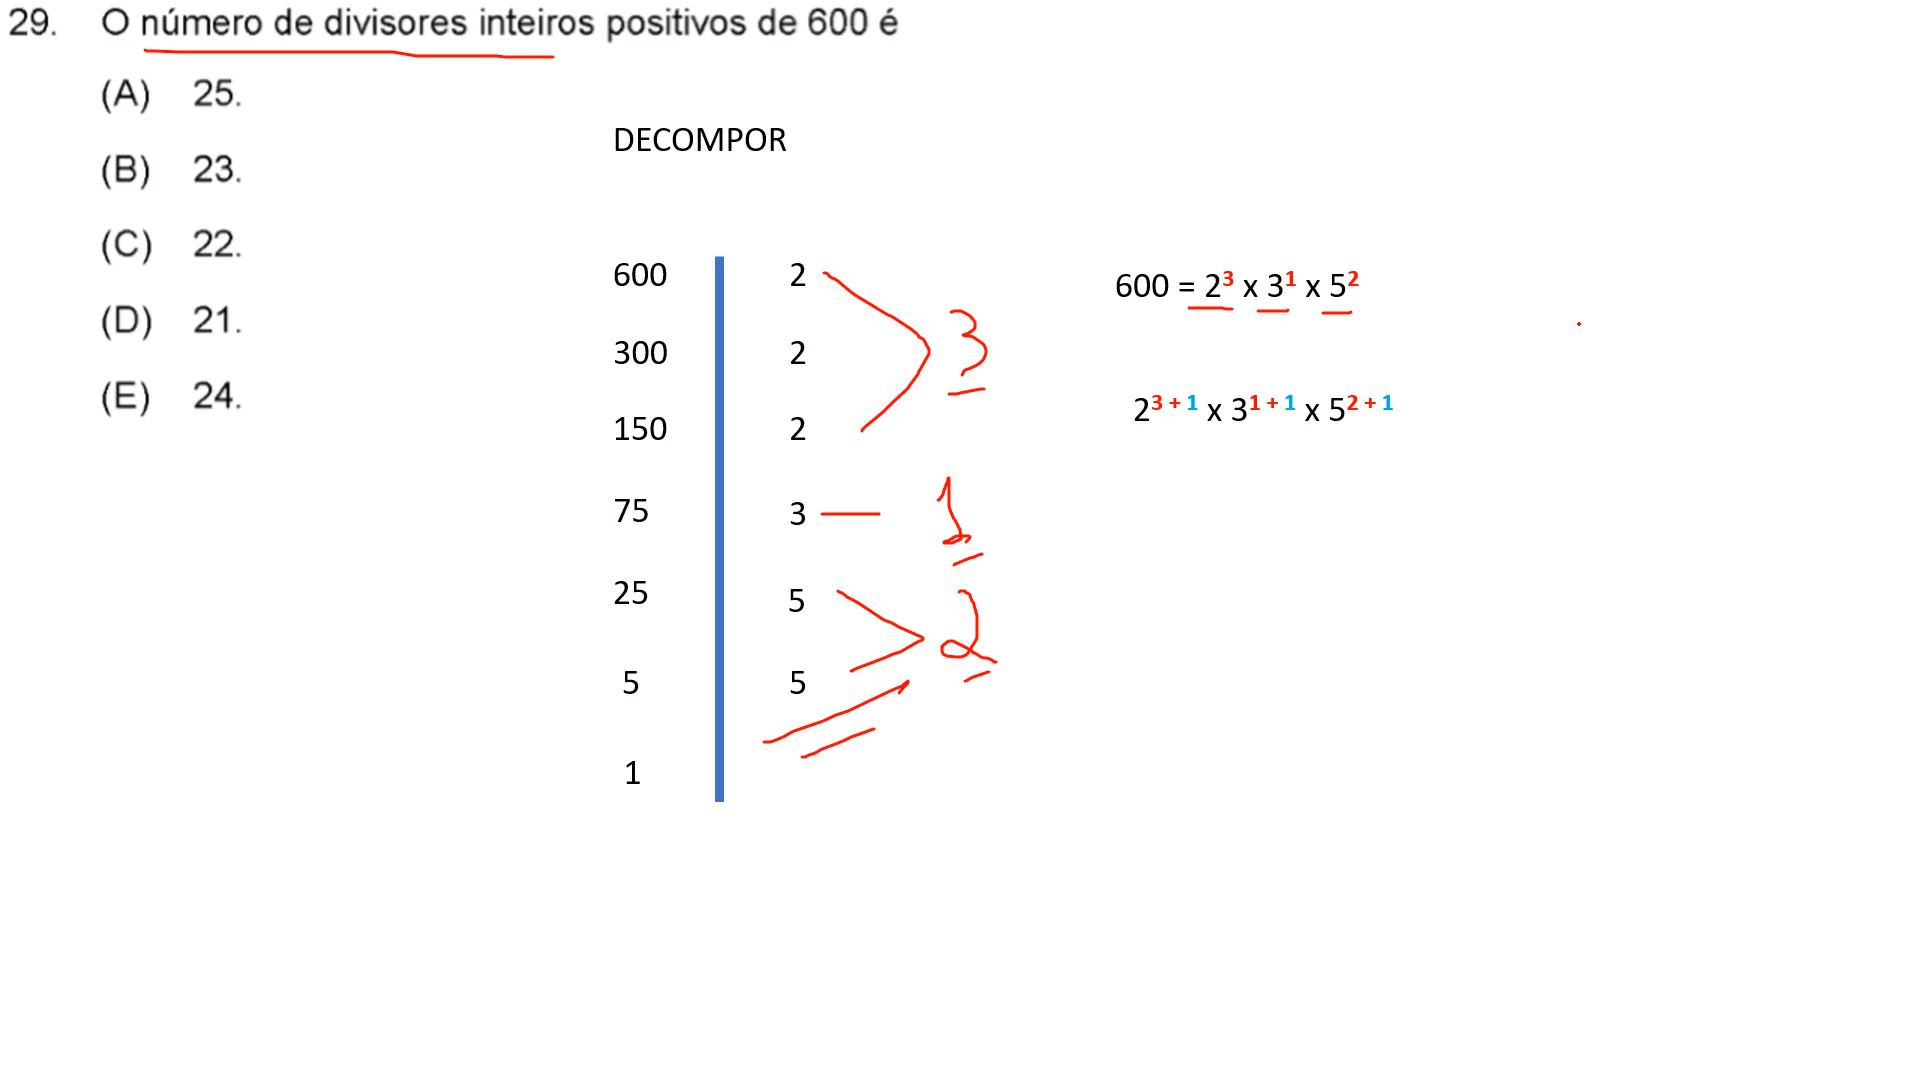 29. O número de divisores inteiros positivos de 600 é
(A) 25.
(B) 23.
(C) 22.
(D) 21.
(E) 24.
DECOMPOR
600 2
300 2
150 2
3
75 3
1
25 5
5 5
2
1
600 = 2³ x 3¹ x 5²
2³ ⁺ ¹ x 3¹ ⁺ ¹ x 5² ⁺ ¹